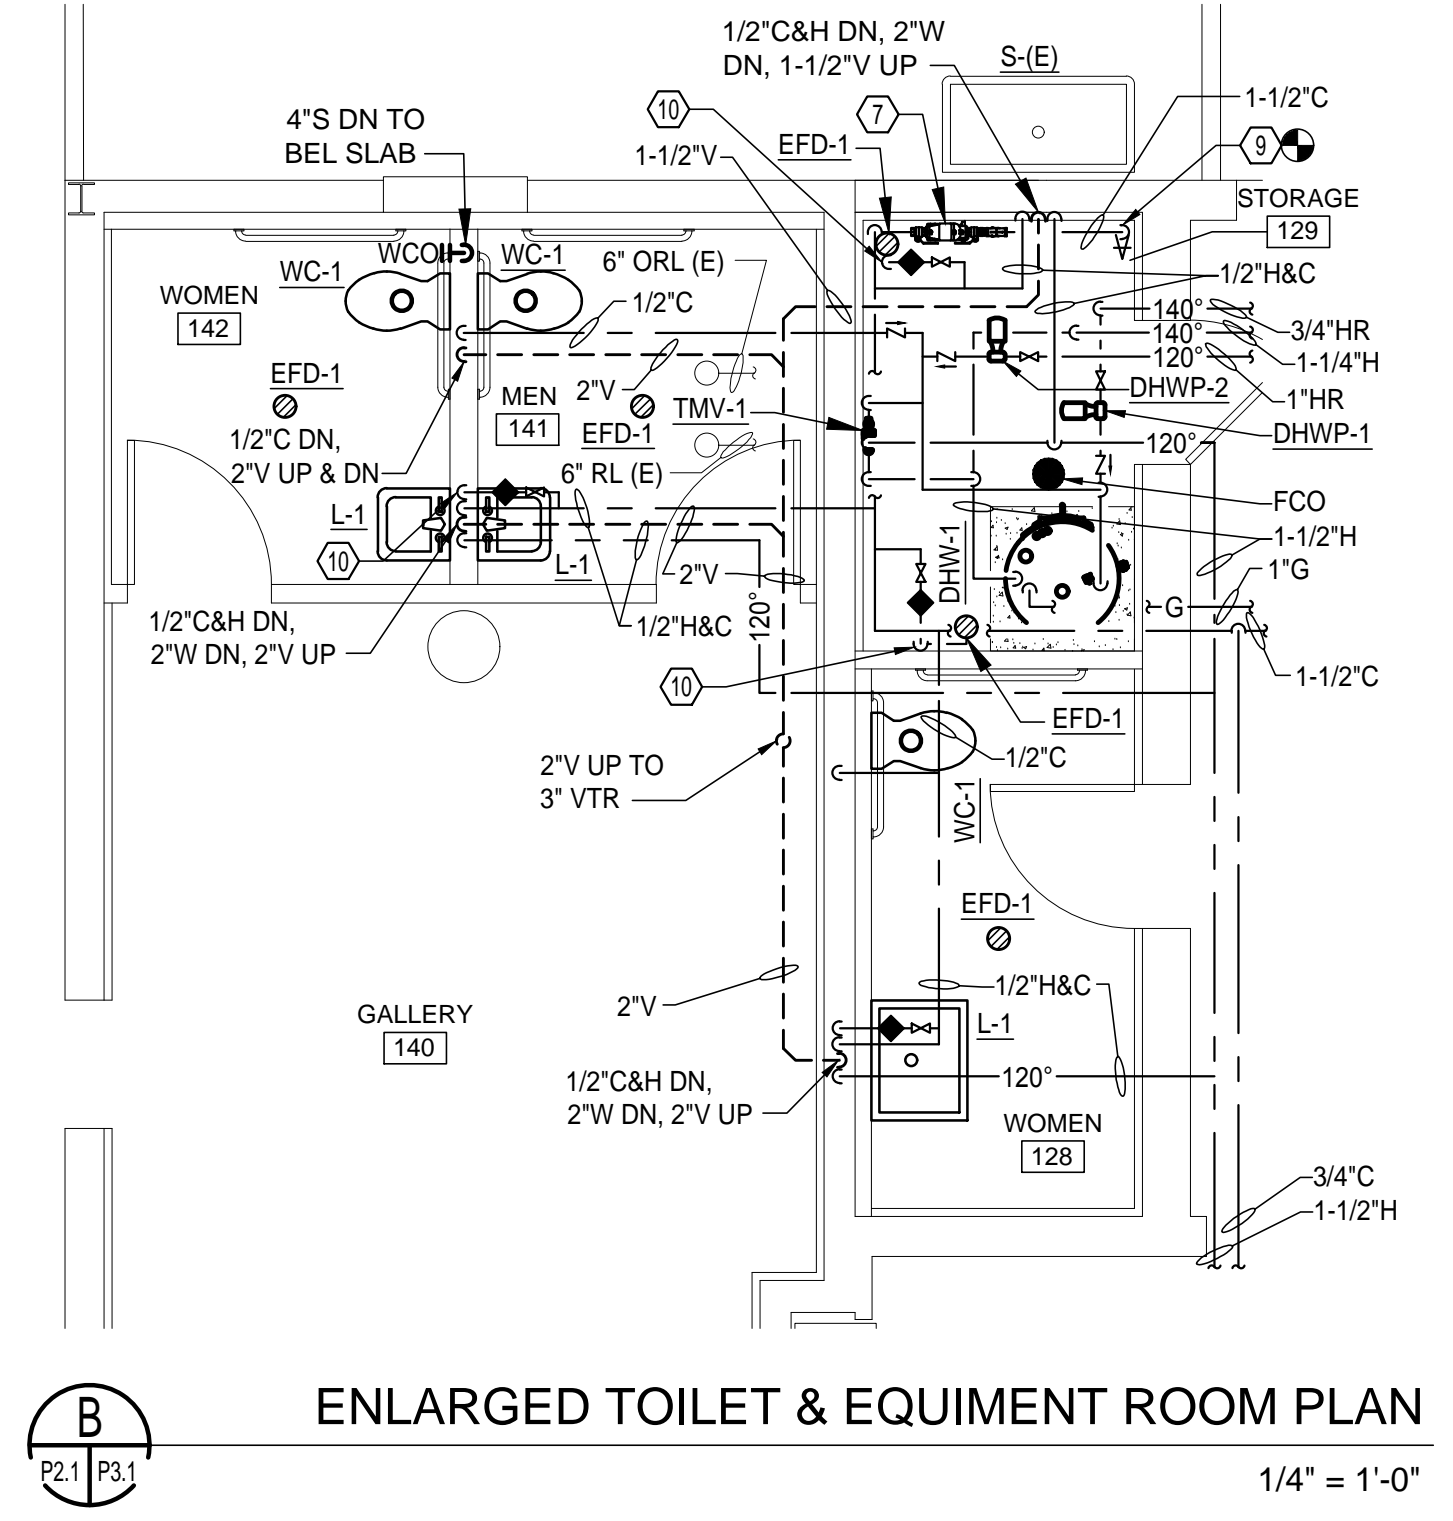 1/2"C&H DN, 2"W
DN, 1-1/2"V UP
S-(E)
1-1/2"C
4"S DN TO
BEL SLAB
10
7
EFD-1
1-1/2"V
9
STORAGE
129
WCO
WC-1
WC-1
6" ORL (E)
1/2"H&C
WOMEN
142
1/2"C
140°
3/4"HR
140°
1-1/4"H
120°
1"HR
EFD-1
MEN
141
2"V
TMV-1
DHWP-2
EFD-1
DHWP-1
120°
1/2"C DN,
2"V UP & DN
6" RL (E)
FCO
L-1
10
L-1
1-1/2"H
DHW-1
1"G
2"V
G
1/2"C&H DN,
2"W DN, 2"V UP
1/2"H&C
120°
1-1/2"C
10
EFD-1
1/2"C
2"V UP TO
3" VTR
WC-1
EFD-1
1/2"H&C
2"V
L-1
GALLERY
140
120°
1/2"C&H DN,
2"W DN, 2"V UP
WOMEN
128
3/4"C
1-1/2"H
B
P2.1
P3.1
ENLARGED TOILET & EQUIMENT ROOM PLAN
1/4" = 1'-0"